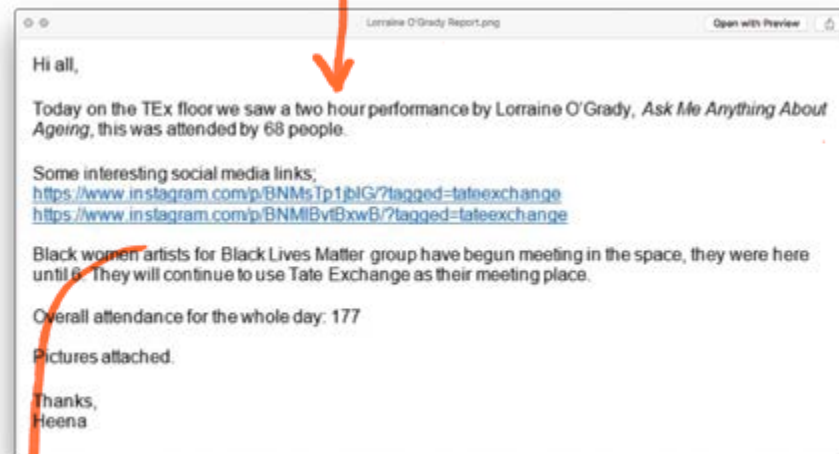 Lorraine O'Grady Report.png
Open with Preview
Hi all,
Today on the TEx floor we saw a two hour performance by Lorraine O'Grady, Ask Me Anything About
Ageing, this was attended by 68 people.
Some interesting social media links;
https://www.instagram.com/p/BNMsTp1jblG/?tagged=tateexchange
https://www.instagram.com/p/BNMlBvtBxwB/?tagged=tateexchange
Black women artists for Black Lives Matter group have begun meeting in the space, they were here
until 6. They will continue to use Tate Exchange as their meeting place.
Overall attendance for the whole day: 177
Pictures attached.
Thanks,
Heena